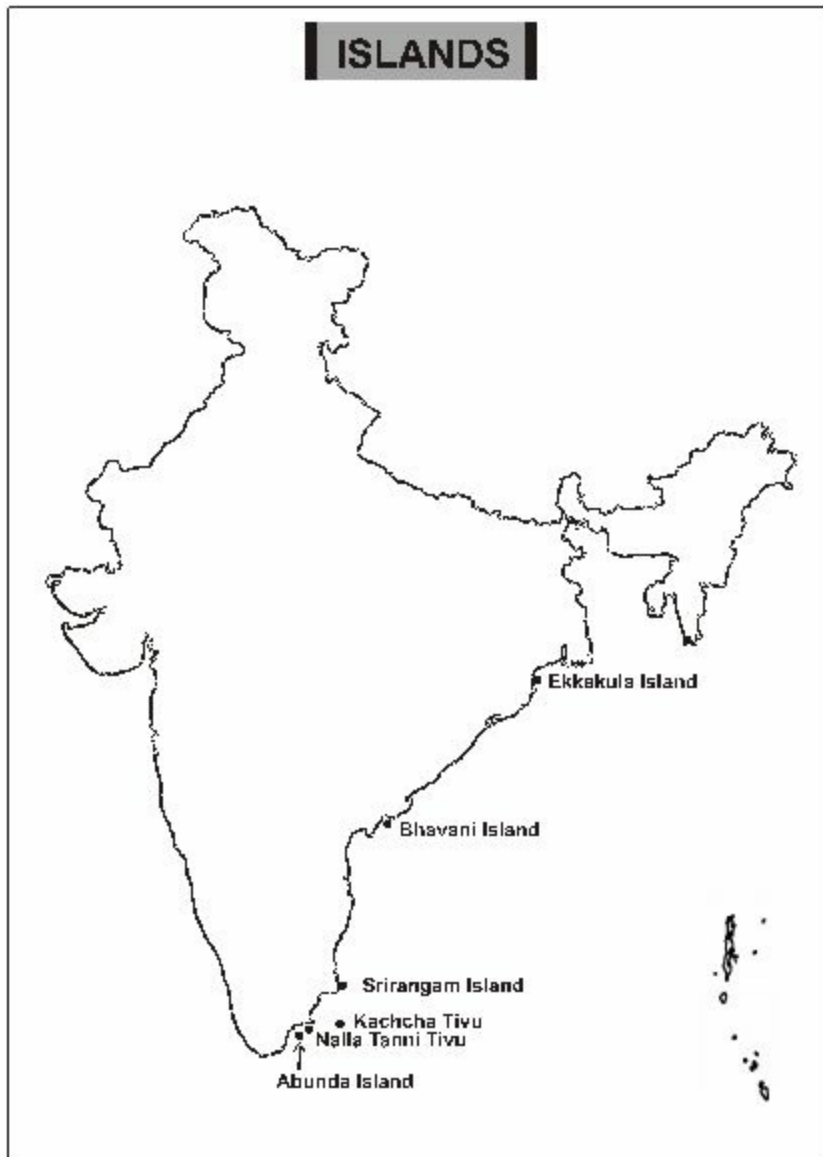 ISLANDS
Ekkakula Island
Bhavani Island
Srirangam Island
Kachcha Tivu
Nalla Tanni Tivu
Abunda Island